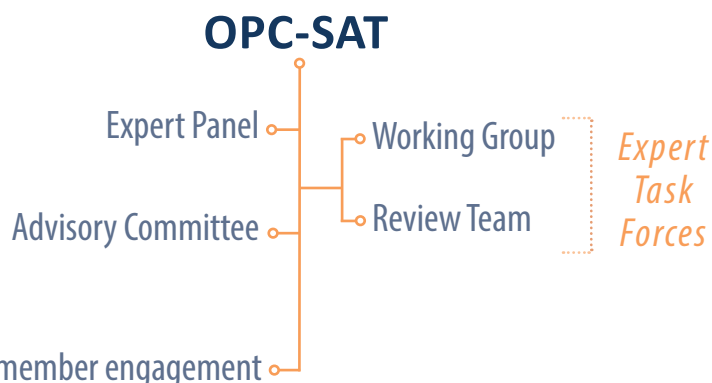 OPC-SAT
Expert Panel
Working Group
Expert
Task
Forces
Review Team
Advisory Committee
member engagement